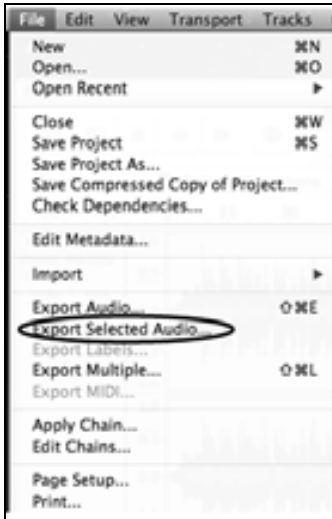 File Edit View Transport Tracks
New ⌘N
Open... ⌘O
Open Recent ▶
Close ⌘W
Save Project ⌘S
Save Project As...
Save Compressed Copy of Project...
Check Dependencies...
Edit Metadata...
Import ▶
Export Audio... ⇧⌘E
Export Selected Audio...
Export Labels...
Export Multiple... ⇧⌘L
Export MIDI...
Apply Chain...
Edit Chains...
Page Setup...
Print...